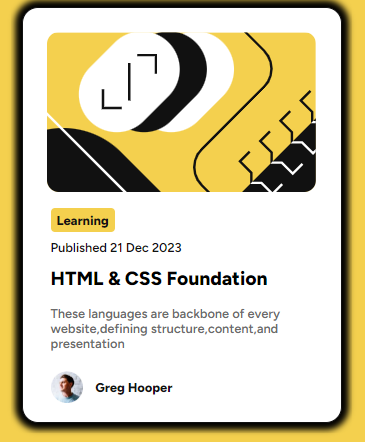 Learning
Published 21 Dec 2023
HTML & CSS Foundation
These languages are backbone of every
website,defining structure,content,and
presentation
Greg Hooper